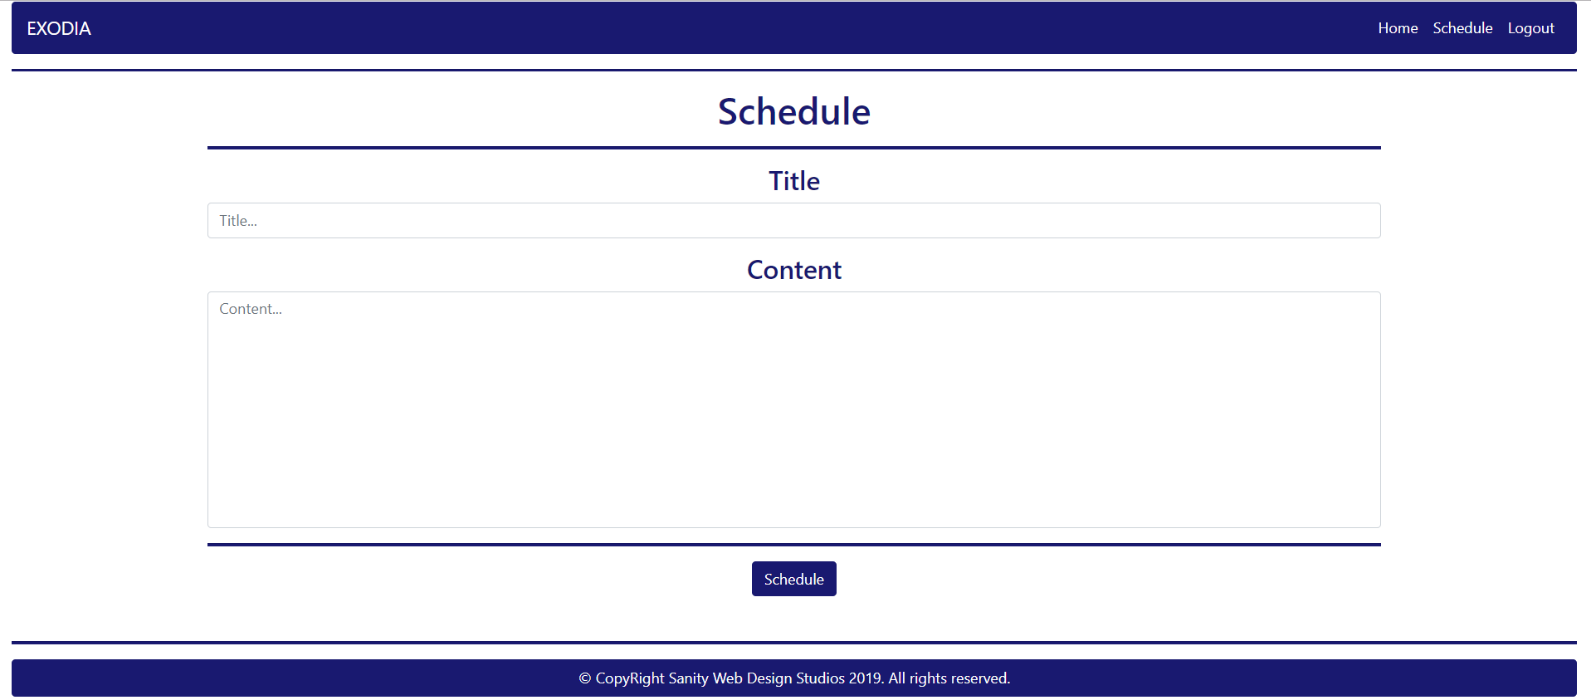 EXODIA Home Schedule Logout
Schedule
Title
Title...
Content
Content...
Schedule
© CopyRight Sanity Web Design Studios 2019. All rights reserved.